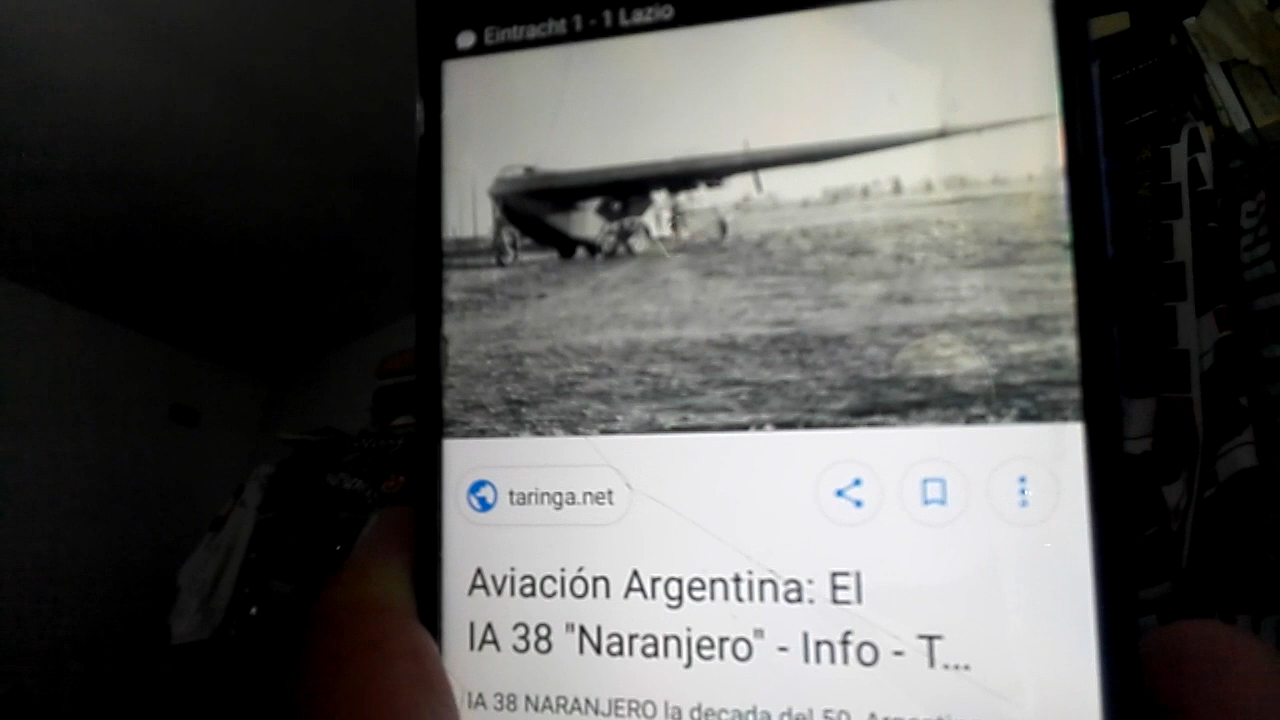 Eintracht 1 - 1 Lazio
taringa.net
Aviación Argentina: El
IA 38 "Naranjero" - Info - T...
IA 38 NARANJERO la decada del 50, Argentina